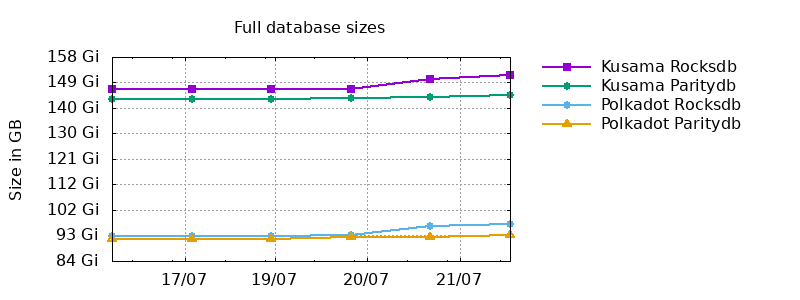 Full database sizes
158 Gi
149 Gi
140 Gi
130 Gi
121 Gi
112 Gi
102 Gi
93 Gi
84 Gi
Size in GB
17/07 19/07 20/07 21/07
Kusama Rocksdb
Kusama Paritydb
Polkadot Rocksdb
Polkadot Paritydb